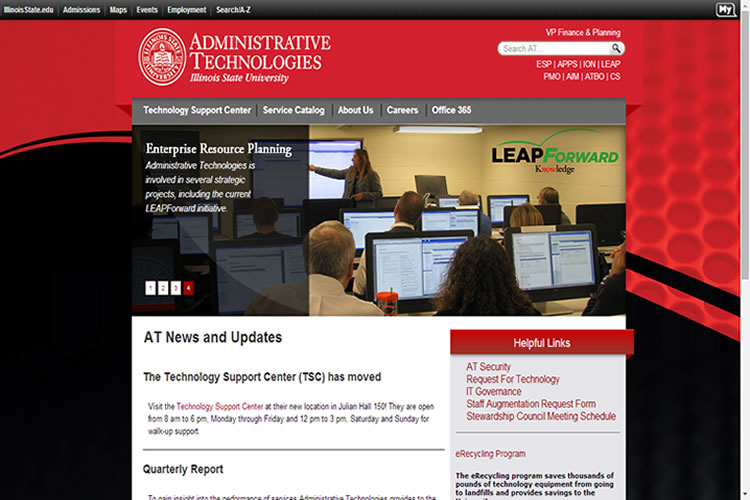 IllinoisState.edu | Admissions | Maps | Events | Employment | Search/A-Z
My
ILLINOIS STATE
ADMINISTRATIVE
TECHNOLOGIES
Illinois State University
VP Finance & Planning
Search AT...
ESP | APPS | ION | LEAP
PMO | AIM | ATBO | CS
Technology Support Center | Service Catalog | About Us | Careers | Office 365
Enterprise Resource Planning
Administrative Technologies is
involved in several strategic
projects, including the current
LEAPForward initiative.
LEAPFORWARD
Knowledge
1 2 3 4
AT News and Updates
The Technology Support Center (TSC) has moved
Visit the Technology Support Center at their new location in Julian Hall 150! They are open
from 8 am to 6 pm, Monday through Friday and 12 pm to 3 pm, Saturday and Sunday for
walk-up support.
Quarterly Report
To gain insight into the performance of services Administrative Technologies provides to the
Helpful Links
AT Security
Request For Technology
IT Governance
Staff Augmentation Request Form
Stewardship Council Meeting Schedule
eRecycling Program
The eRecycling program saves thousands of
pounds of technology equipment from going
to landfills and provides savings to the